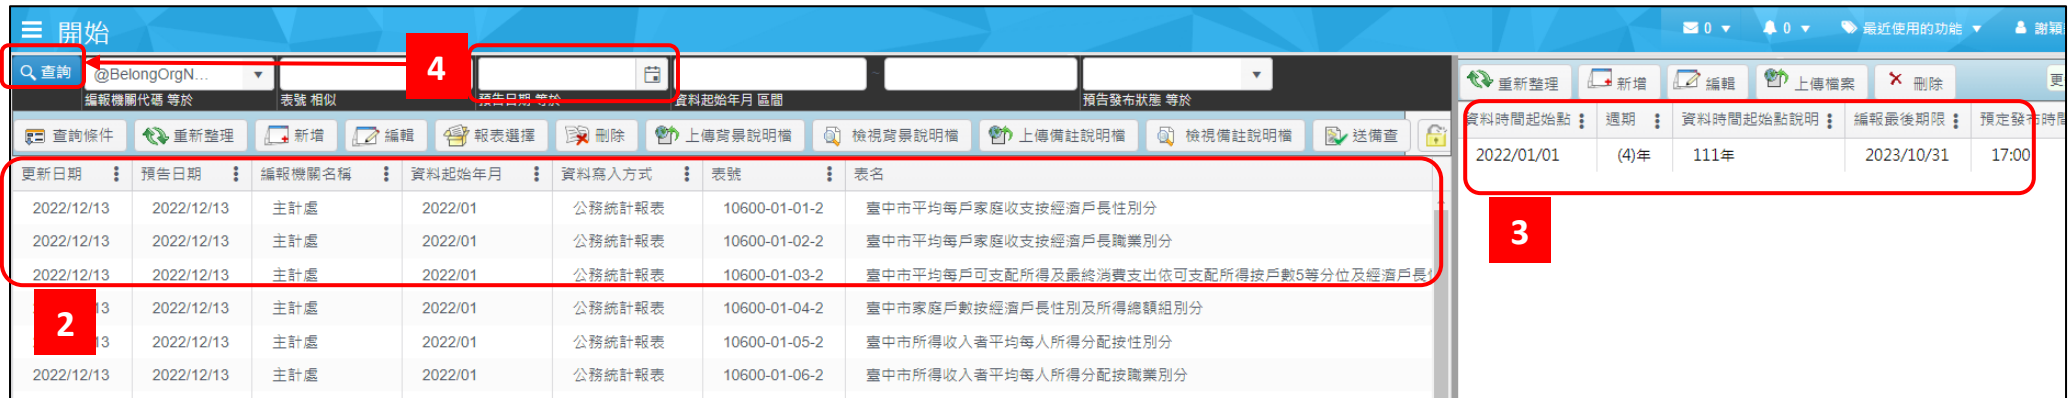 開始
0
0
最近使用的功能
謝穎
查詢
@BelongOrgN...
4
~
編報機關代碼 等於
表號 相似
預告日期 等於
資料起始年月 區間
預告發布狀態 等於
查詢條件
重新整理
新增
編輯
報表選擇
刪除
上傳背景說明檔
檢視背景說明檔
上傳備註說明檔
檢視備註說明檔
送備查
更新日期 預告日期 編報機關名稱 資料起始年月 資料寫入方式 表號 表名
2022/12/13 2022/12/13 主計處 2022/01 公務統計報表 10600-01-01-2 臺中市平均每戶家庭收支按經濟戶長性別分
2022/12/13 2022/12/13 主計處 2022/01 公務統計報表 10600-01-02-2 臺中市平均每戶家庭收支按經濟戶長職業別分
2022/12/13 2022/12/13 主計處 2022/01 公務統計報表 10600-01-03-2 臺中市平均每戶可支配所得及最終消費支出依可支配所得按戶數5等分位及經濟戶長
13 2022/12/13 主計處 2022/01 公務統計報表 10600-01-04-2 臺中市家庭戶數按經濟戶長性別及所得總額組別分
2
2022/12/13 主計處 2022/01 公務統計報表 10600-01-05-2 臺中市所得收入者平均每人所得分配按性別分
2022/12/13 2022/12/13 主計處 2022/01 公務統計報表 10600-01-06-2 臺中市所得收入者平均每人所得分配按職業別分
重新整理
新增
編輯
上傳檔案
刪除
更
資料時間起始點 週期 資料時間起始點說明 編報最後期限 預定發布時間
2022/01/01 (4)年 111年 2023/10/31 17:00
3